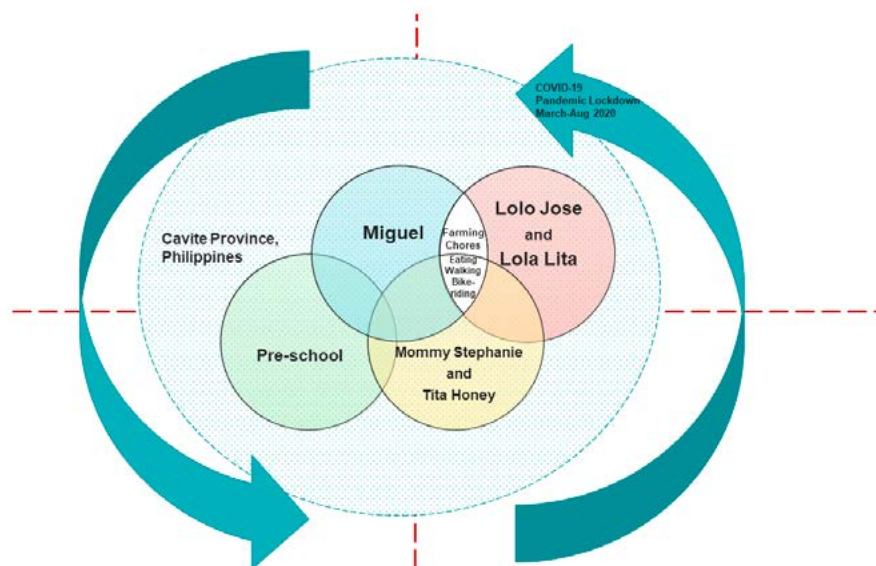 COVID-19
Pandemic Lockdown
March-Aug 2020
Cavite Province,
Philippines
Miguel
Farming
Chores
Eating
Walking
Bike-
riding
Lolo Jose
and
Lola Lita
Pre-school
Mommy Stephanie
and
Tita Honey